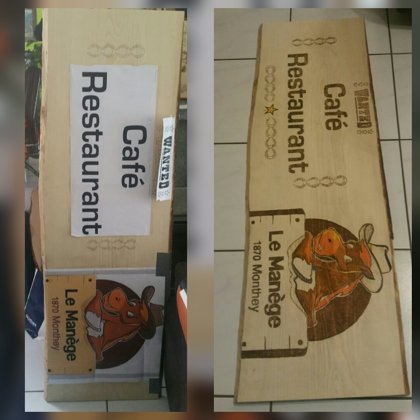 WANTED
Café
Restaurant
Le Manège
1870 Monthey
WANTED
Café
Restaurant
Le Manège
1870 Monthey